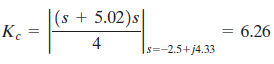 K_c = |(s + 5.02)s / 4|_{s=−2.5+j4.33} = 6.26